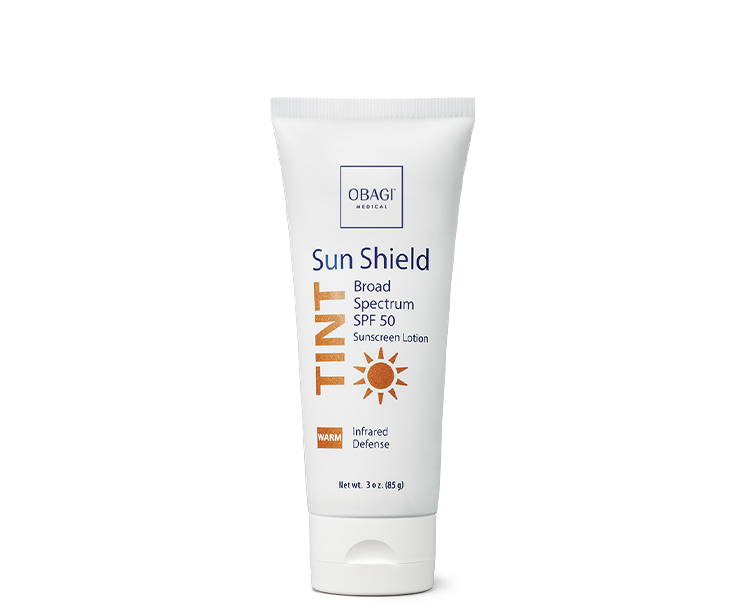 OBAGI
MEDICAL
Sun Shield
TINT
Broad
Spectrum
SPF 50
Sunscreen Lotion
WARM
Infrared
Defense
Net wt. 3 oz. (85 g)